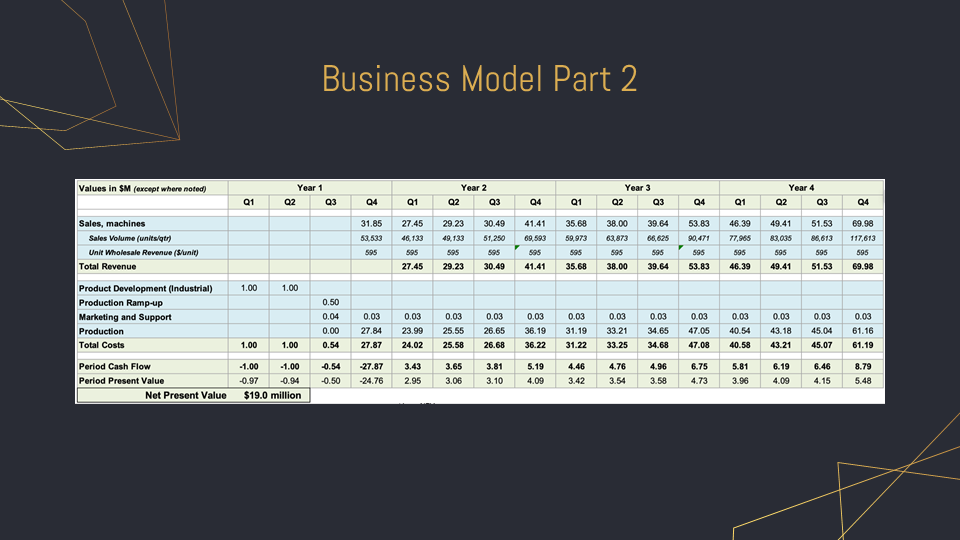 Business Model Part 2
Values in $M (except where noted) Year 1 Year 2 Year 3 Year 4
Q1 Q2 Q3 Q4 Q1 Q2 Q3 Q4 Q1 Q2 Q3 Q4 Q1 Q2 Q3 Q4
Sales, machines 31.85 27.45 29.23 30.49 41.41 35.68 38.00 39.64 53.83 46.39 49.41 51.53 69.98
Sales Volume (units/qtr) 53,533 46,133 49,133 51,250 69,593 59,973 63,873 66,625 90,471 77,965 83,035 86,613 117,613
Unit Wholesale Revenue ($/unit) 595 595 595 595 595 595 595 595 595 595 595 595 595
Total Revenue 27.45 29.23 30.49 41.41 35.68 38.00 39.64 53.83 46.39 49.41 51.53 69.98
Product Development (Industrial) 1.00 1.00
Production Ramp-up 0.50
Marketing and Support 0.04 0.03 0.03 0.03 0.03 0.03 0.03 0.03 0.03 0.03 0.03 0.03 0.03 0.03
Production 0.00 27.84 23.99 25.55 26.65 36.19 31.19 33.21 34.65 47.05 40.54 43.18 45.04 61.16
Total Costs 1.00 1.00 0.54 27.87 24.02 25.58 26.68 36.22 31.22 33.25 34.68 47.08 40.58 43.21 45.07 61.19
Period Cash Flow -1.00 -1.00 -0.54 -27.87 3.43 3.65 3.81 5.19 4.46 4.76 4.96 6.75 5.81 6.19 6.46 8.79
Period Present Value -0.97 -0.94 -0.50 -24.76 2.95 3.06 3.10 4.09 3.42 3.54 3.58 4.73 3.96 4.09 4.15 5.48
Net Present Value $19.0 million